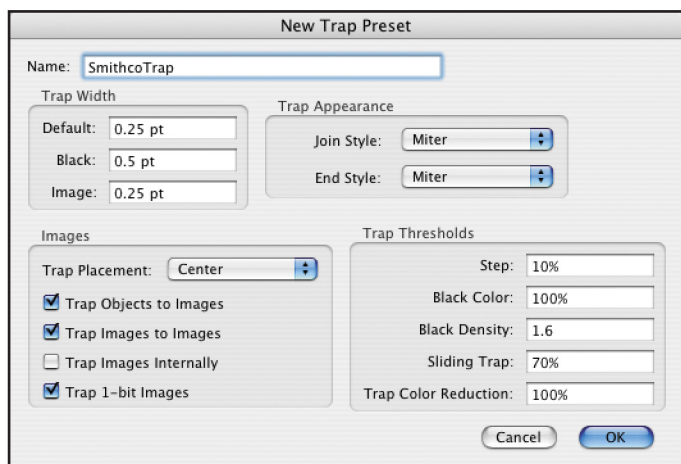 New Trap Preset
Name: SmithcoTrap
Trap Width
Default: 0.25 pt
Black: 0.5 pt
Image: 0.25 pt
Trap Appearance
Join Style: Miter
End Style: Miter
Images
Trap Placement: Center
Trap Objects to Images
Trap Images to Images
Trap Images Internally
Trap 1-bit Images
Trap Thresholds
Step: 10%
Black Color: 100%
Black Density: 1.6
Sliding Trap: 70%
Trap Color Reduction: 100%
Cancel OK